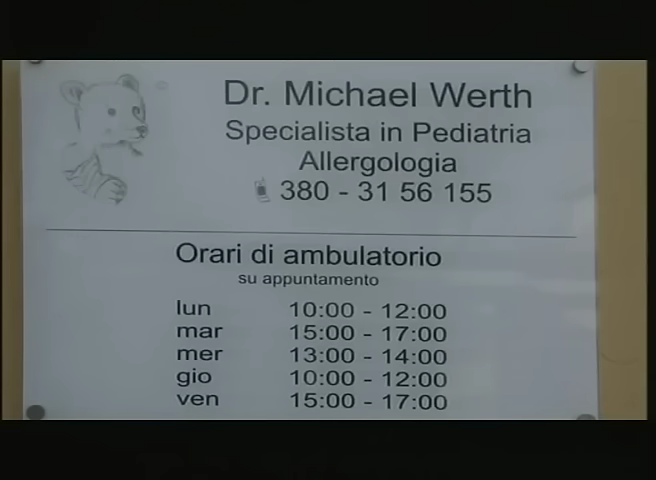 Dr. Michael Werth
Specialista in Pediatria
Allergologia
380 - 31 56 155
Orari di ambulatorio
su appuntamento
lun 10:00 - 12:00
mar 15:00 - 17:00
mer 13:00 - 14:00
gio 10:00 - 12:00
ven 15:00 - 17:00